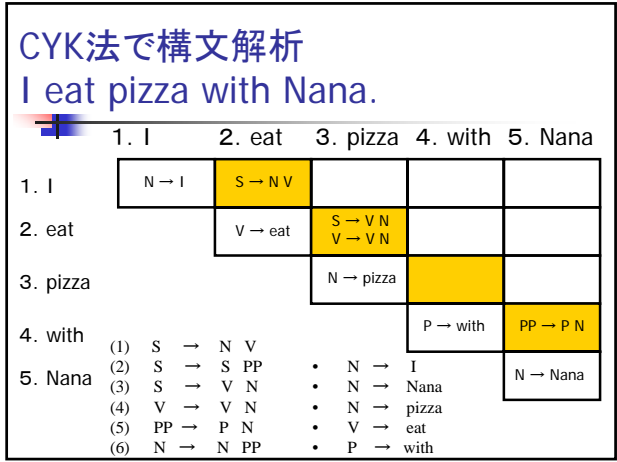 CYK法で構文解析
I eat pizza with Nana.
1. I 2. eat 3. pizza 4. with 5. Nana
1. I N → I S → N V
2. eat V → eat S → V N
V → V N
3. pizza N → pizza
4. with P → with PP → P N
5. Nana N → Nana
(1) S → N V
(2) S → S PP • N → I
(3) S → V N • N → Nana
(4) V → V N • N → pizza
(5) PP → P N • V → eat
(6) N → N PP • P → with